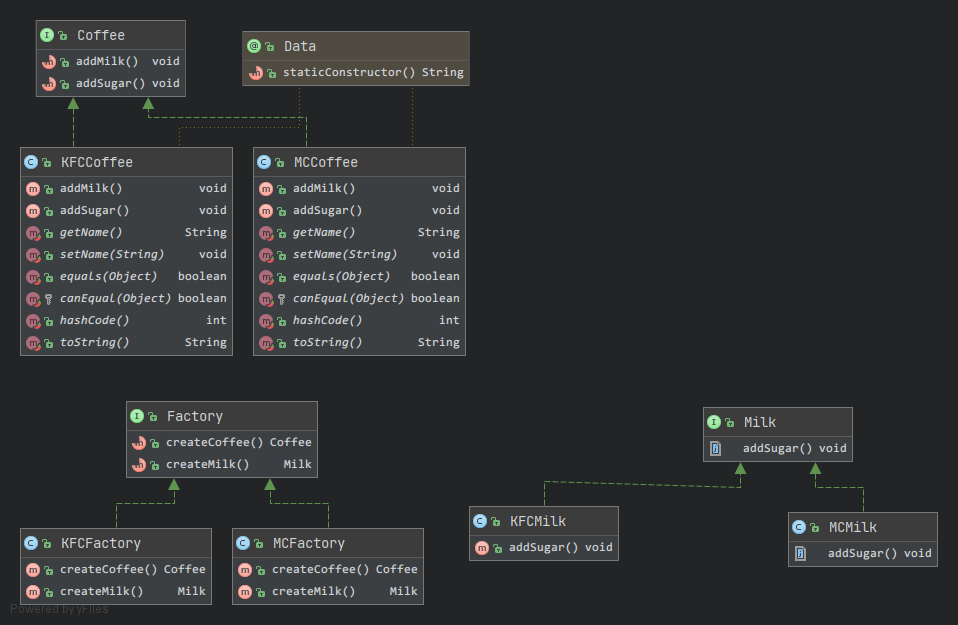 Coffee
addMilk() void
addSugar() void
Data
staticConstructor() String
KFCCoffee
addMilk() void
addSugar() void
getName() String
setName(String) void
equals(Object) boolean
canEqual(Object) boolean
hashCode() int
toString() String
MCCoffee
addMilk() void
addSugar() void
getName() String
setName(String) void
equals(Object) boolean
canEqual(Object) boolean
hashCode() int
toString() String
Factory
createCoffee() Coffee
createMilk() Milk
Milk
addSugar() void
KFCMilk
addSugar() void
MCMilk
addSugar() void
KFCFactory
createCoffee() Coffee
createMilk() Milk
MCFactory
createCoffee() Coffee
createMilk() Milk
Powered by yFiles